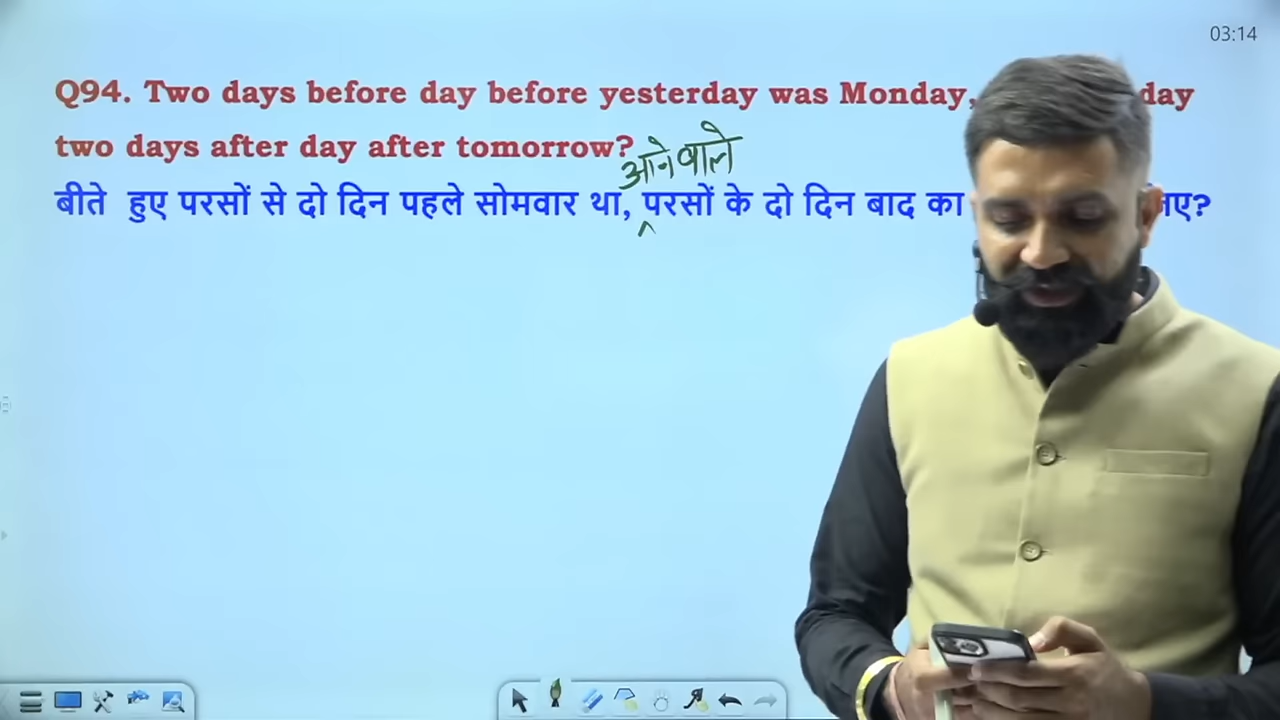 03:14
Q94. Two days before day before yesterday was Monday, day
two days after day after tomorrow?
आने वाले
बीते हुए परसों से दो दिन पहले सोमवार था, परसों के दो दिन बाद का